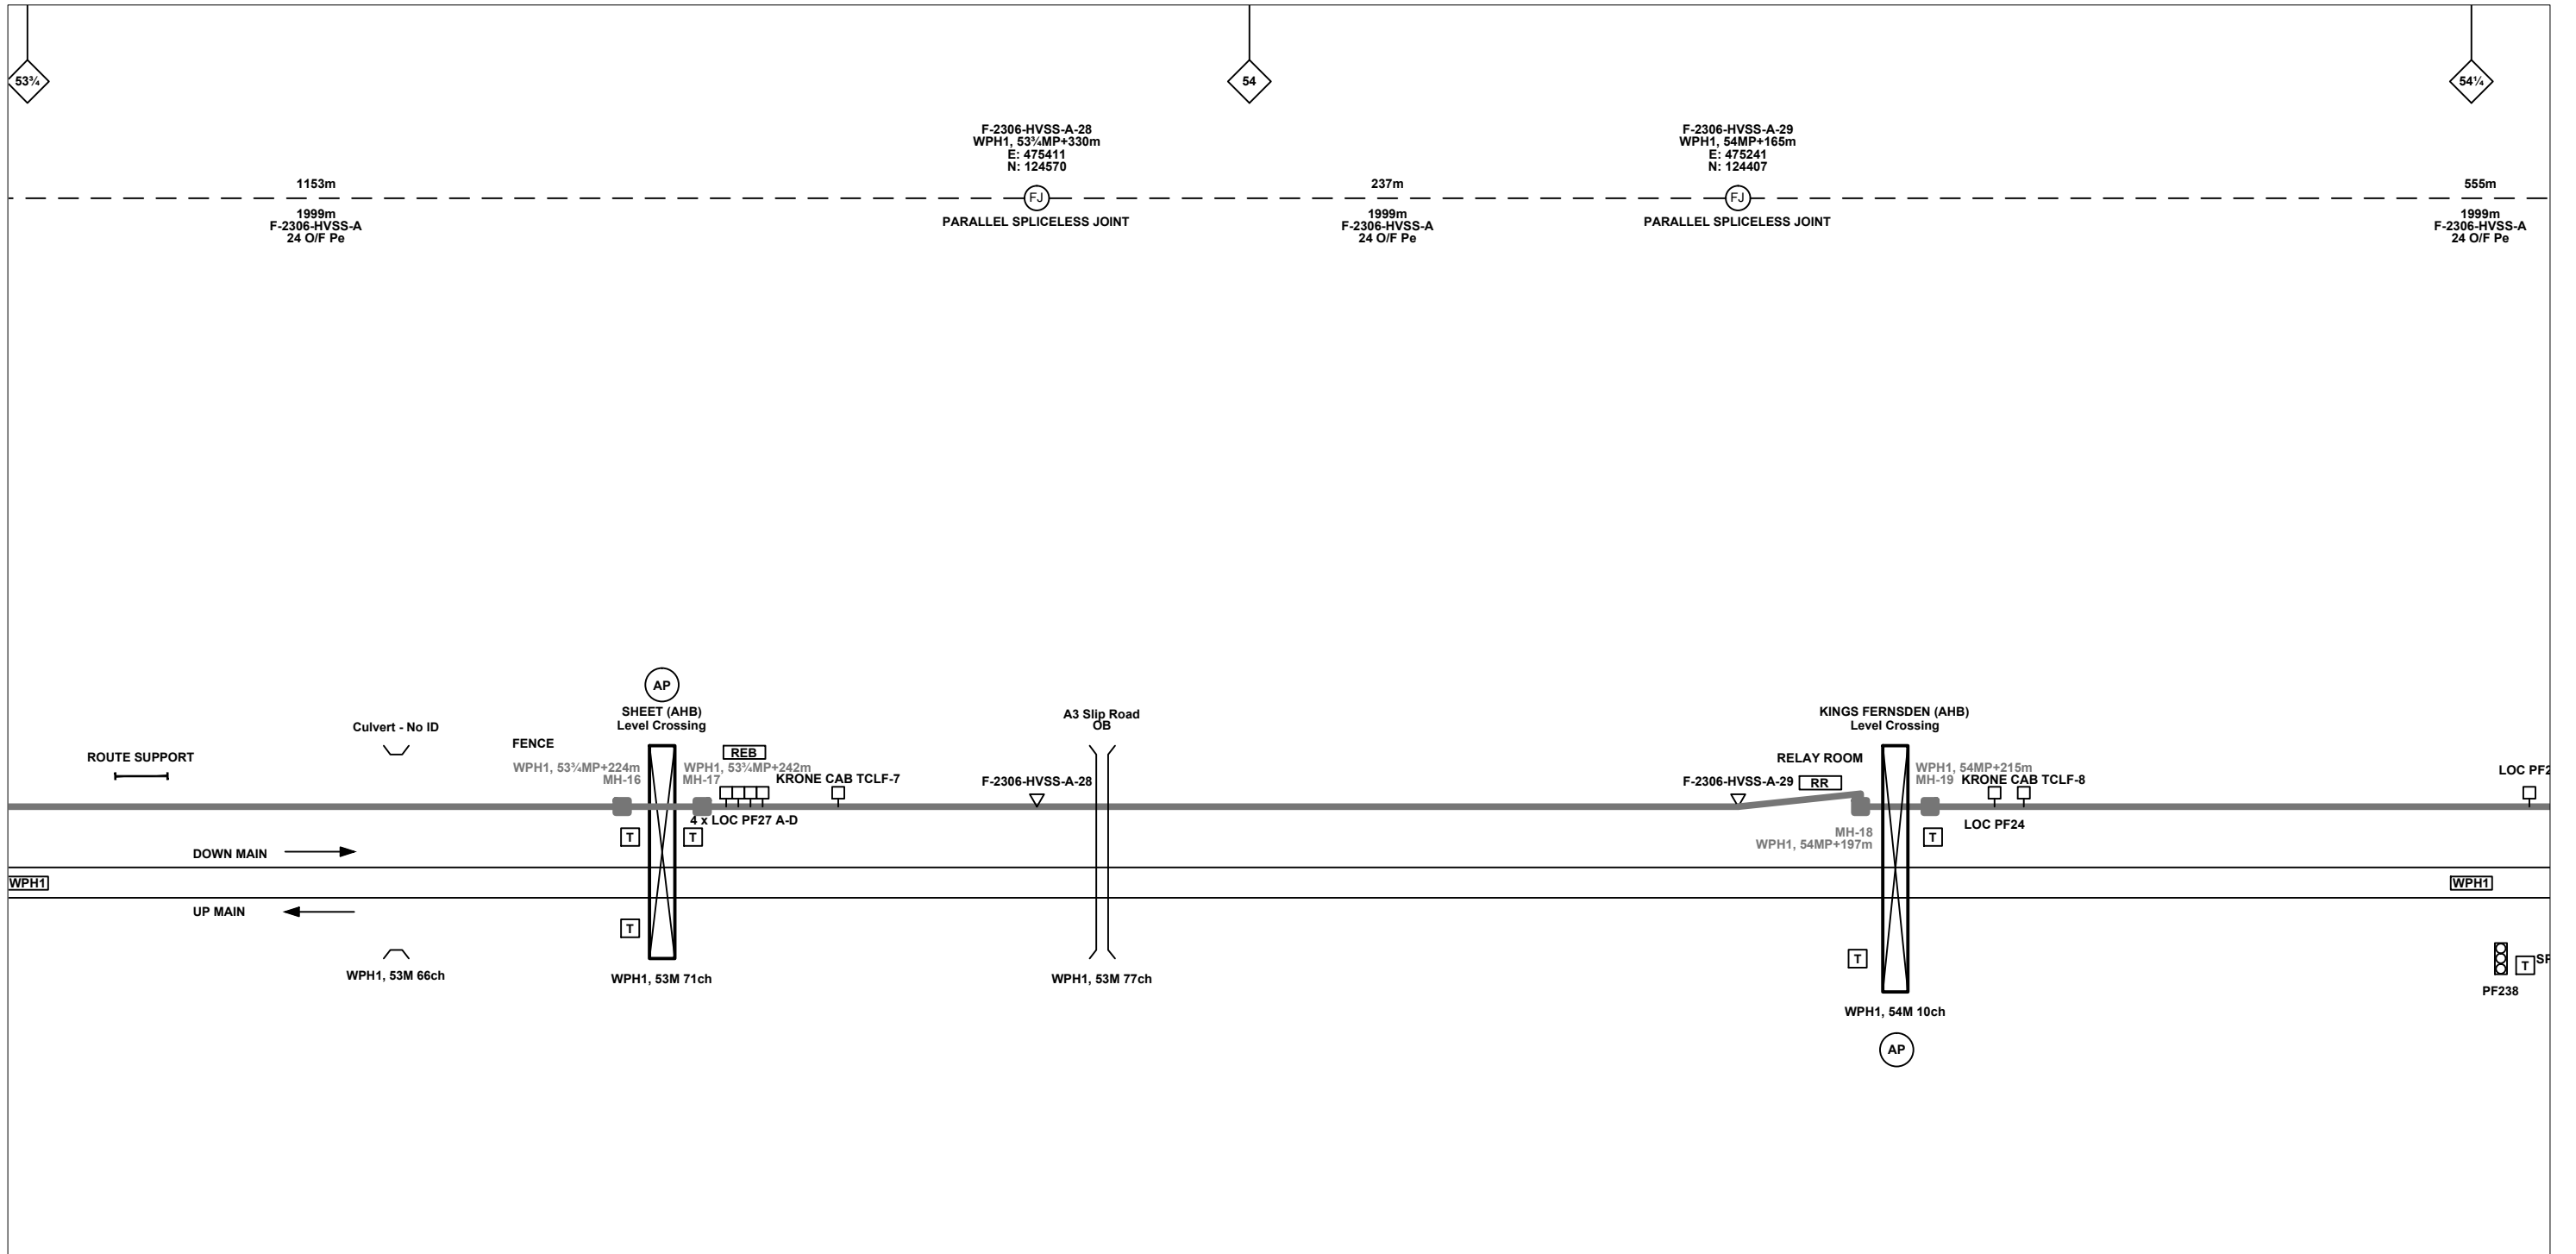 53¾
54
54¼
F-2306-HVSS-A-28
WPH1, 53¾MP+330m
E: 475411
N: 124570
F-2306-HVSS-A-29
WPH1, 54MP+165m
E: 475241
N: 124407
1153m
FJ
237m
FJ
555m
1999m
F-2306-HVSS-A
24 O/F Pe
PARALLEL SPLICELESS JOINT
1999m
F-2306-HVSS-A
24 O/F Pe
PARALLEL SPLICELESS JOINT
1999m
F-2306-HVSS-A
24 O/F Pe
ROUTE SUPPORT
Culvert - No ID
FENCE
WPH1, 53¾MP+224m
MH-16
AP
SHEET (AHB)
Level Crossing
REB
WPH1, 53¾MP+242m
MH-17
KRONE CAB TCLF-7
4 x LOC PF27 A-D
F-2306-HVSS-A-28
A3 Slip Road
OB
KINGS FERNSDEN (AHB)
Level Crossing
RELAY ROOM
F-2306-HVSS-A-29
RR
WPH1, 54MP+215m
MH-19
KRONE CAB TCLF-8
LOC PF24
LOC PF2
MH-18
WPH1, 54MP+197m
T
T
T
DOWN MAIN
WPH1
WPH1
UP MAIN
T
T
T
SF
PF238
WPH1, 53M 66ch
WPH1, 53M 71ch
WPH1, 53M 77ch
WPH1, 54M 10ch
AP